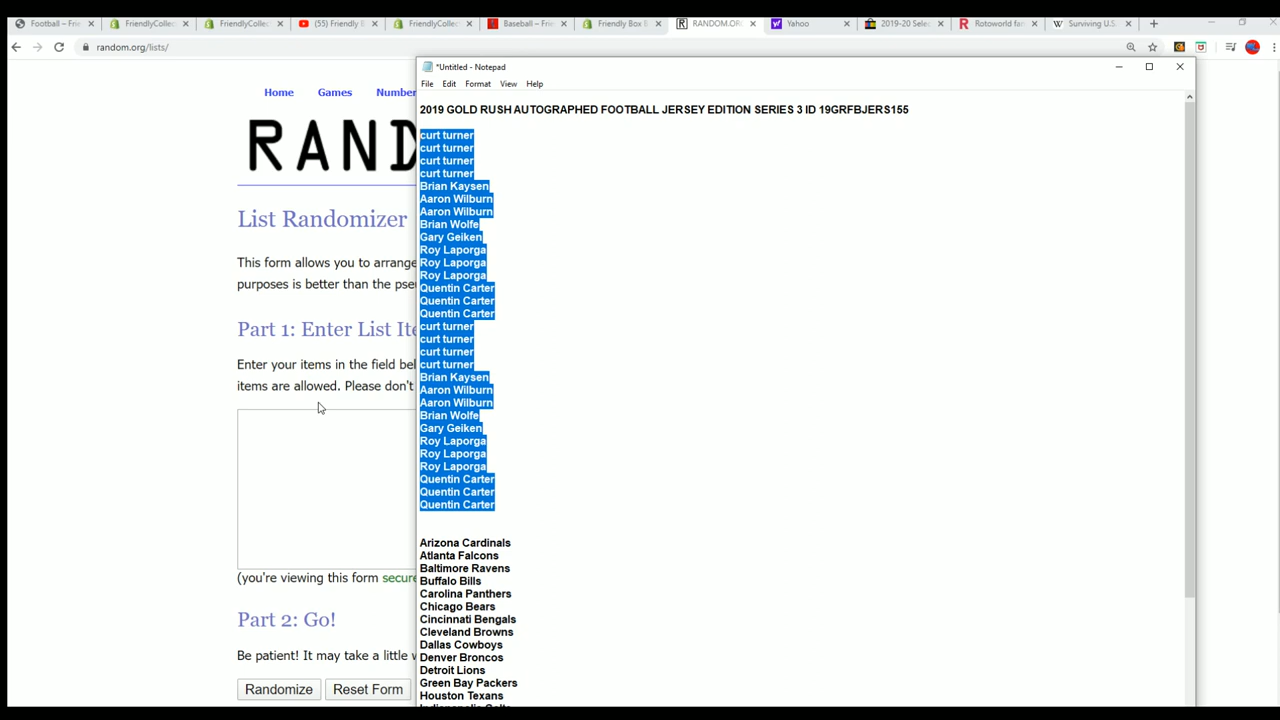 Football – Frie
FriendlyCollec
FriendlyCollec
(55) Friendly B
FriendlyCollec
Baseball – Frie
Friendly Box B
RANDOM.OR
Yahoo
2019-20 Selec
Rotoworld fan
Surviving U.S.
random.org/lists/
*Untitled - Notepad
File Edit Format View Help
Home Games Number
RAND
List Randomizer
This form allows you to arrange
purposes is better than the pse
Part 1: Enter List Ite
Enter your items in the field bel
items are allowed. Please don't
(you're viewing this form secure
Part 2: Go!
Be patient! It may take a little w
Randomize Reset Form
2019 GOLD RUSH AUTOGRAPHED FOOTBALL JERSEY EDITION SERIES 3 ID 19GRFBJERS155
curt turner
curt turner
curt turner
curt turner
Brian Kaysen
Aaron Wilburn
Aaron Wilburn
Brian Wolfe
Gary Geiken
Roy Laporga
Roy Laporga
Roy Laporga
Quentin Carter
Quentin Carter
Quentin Carter
curt turner
curt turner
curt turner
curt turner
Brian Kaysen
Aaron Wilburn
Aaron Wilburn
Brian Wolfe
Gary Geiken
Roy Laporga
Roy Laporga
Roy Laporga
Quentin Carter
Quentin Carter
Quentin Carter
Arizona Cardinals
Atlanta Falcons
Baltimore Ravens
Buffalo Bills
Carolina Panthers
Chicago Bears
Cincinnati Bengals
Cleveland Browns
Dallas Cowboys
Denver Broncos
Detroit Lions
Green Bay Packers
Houston Texans